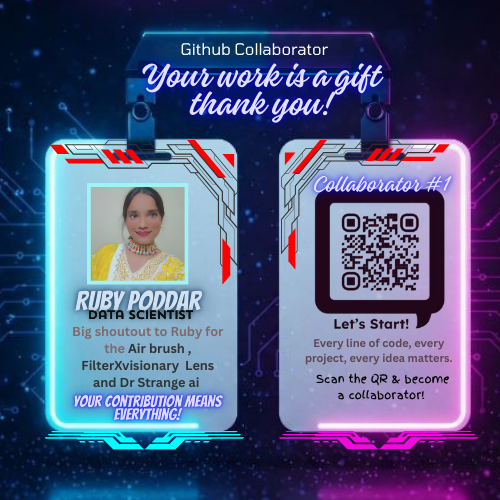 Github Collaborator
Your work is a gift
thank you!
RUBY PODDAR
DATA SCIENTIST
Big shoutout to Ruby for
the Air brush ,
FilterXvisionary Lens
and Dr Strange ai
YOUR CONTRIBUTION MEANS
EVERYTHING!
Collaborator #1
Let's Start!
Every line of code, every
project, every idea matters.
Scan the QR & become
a collaborator!